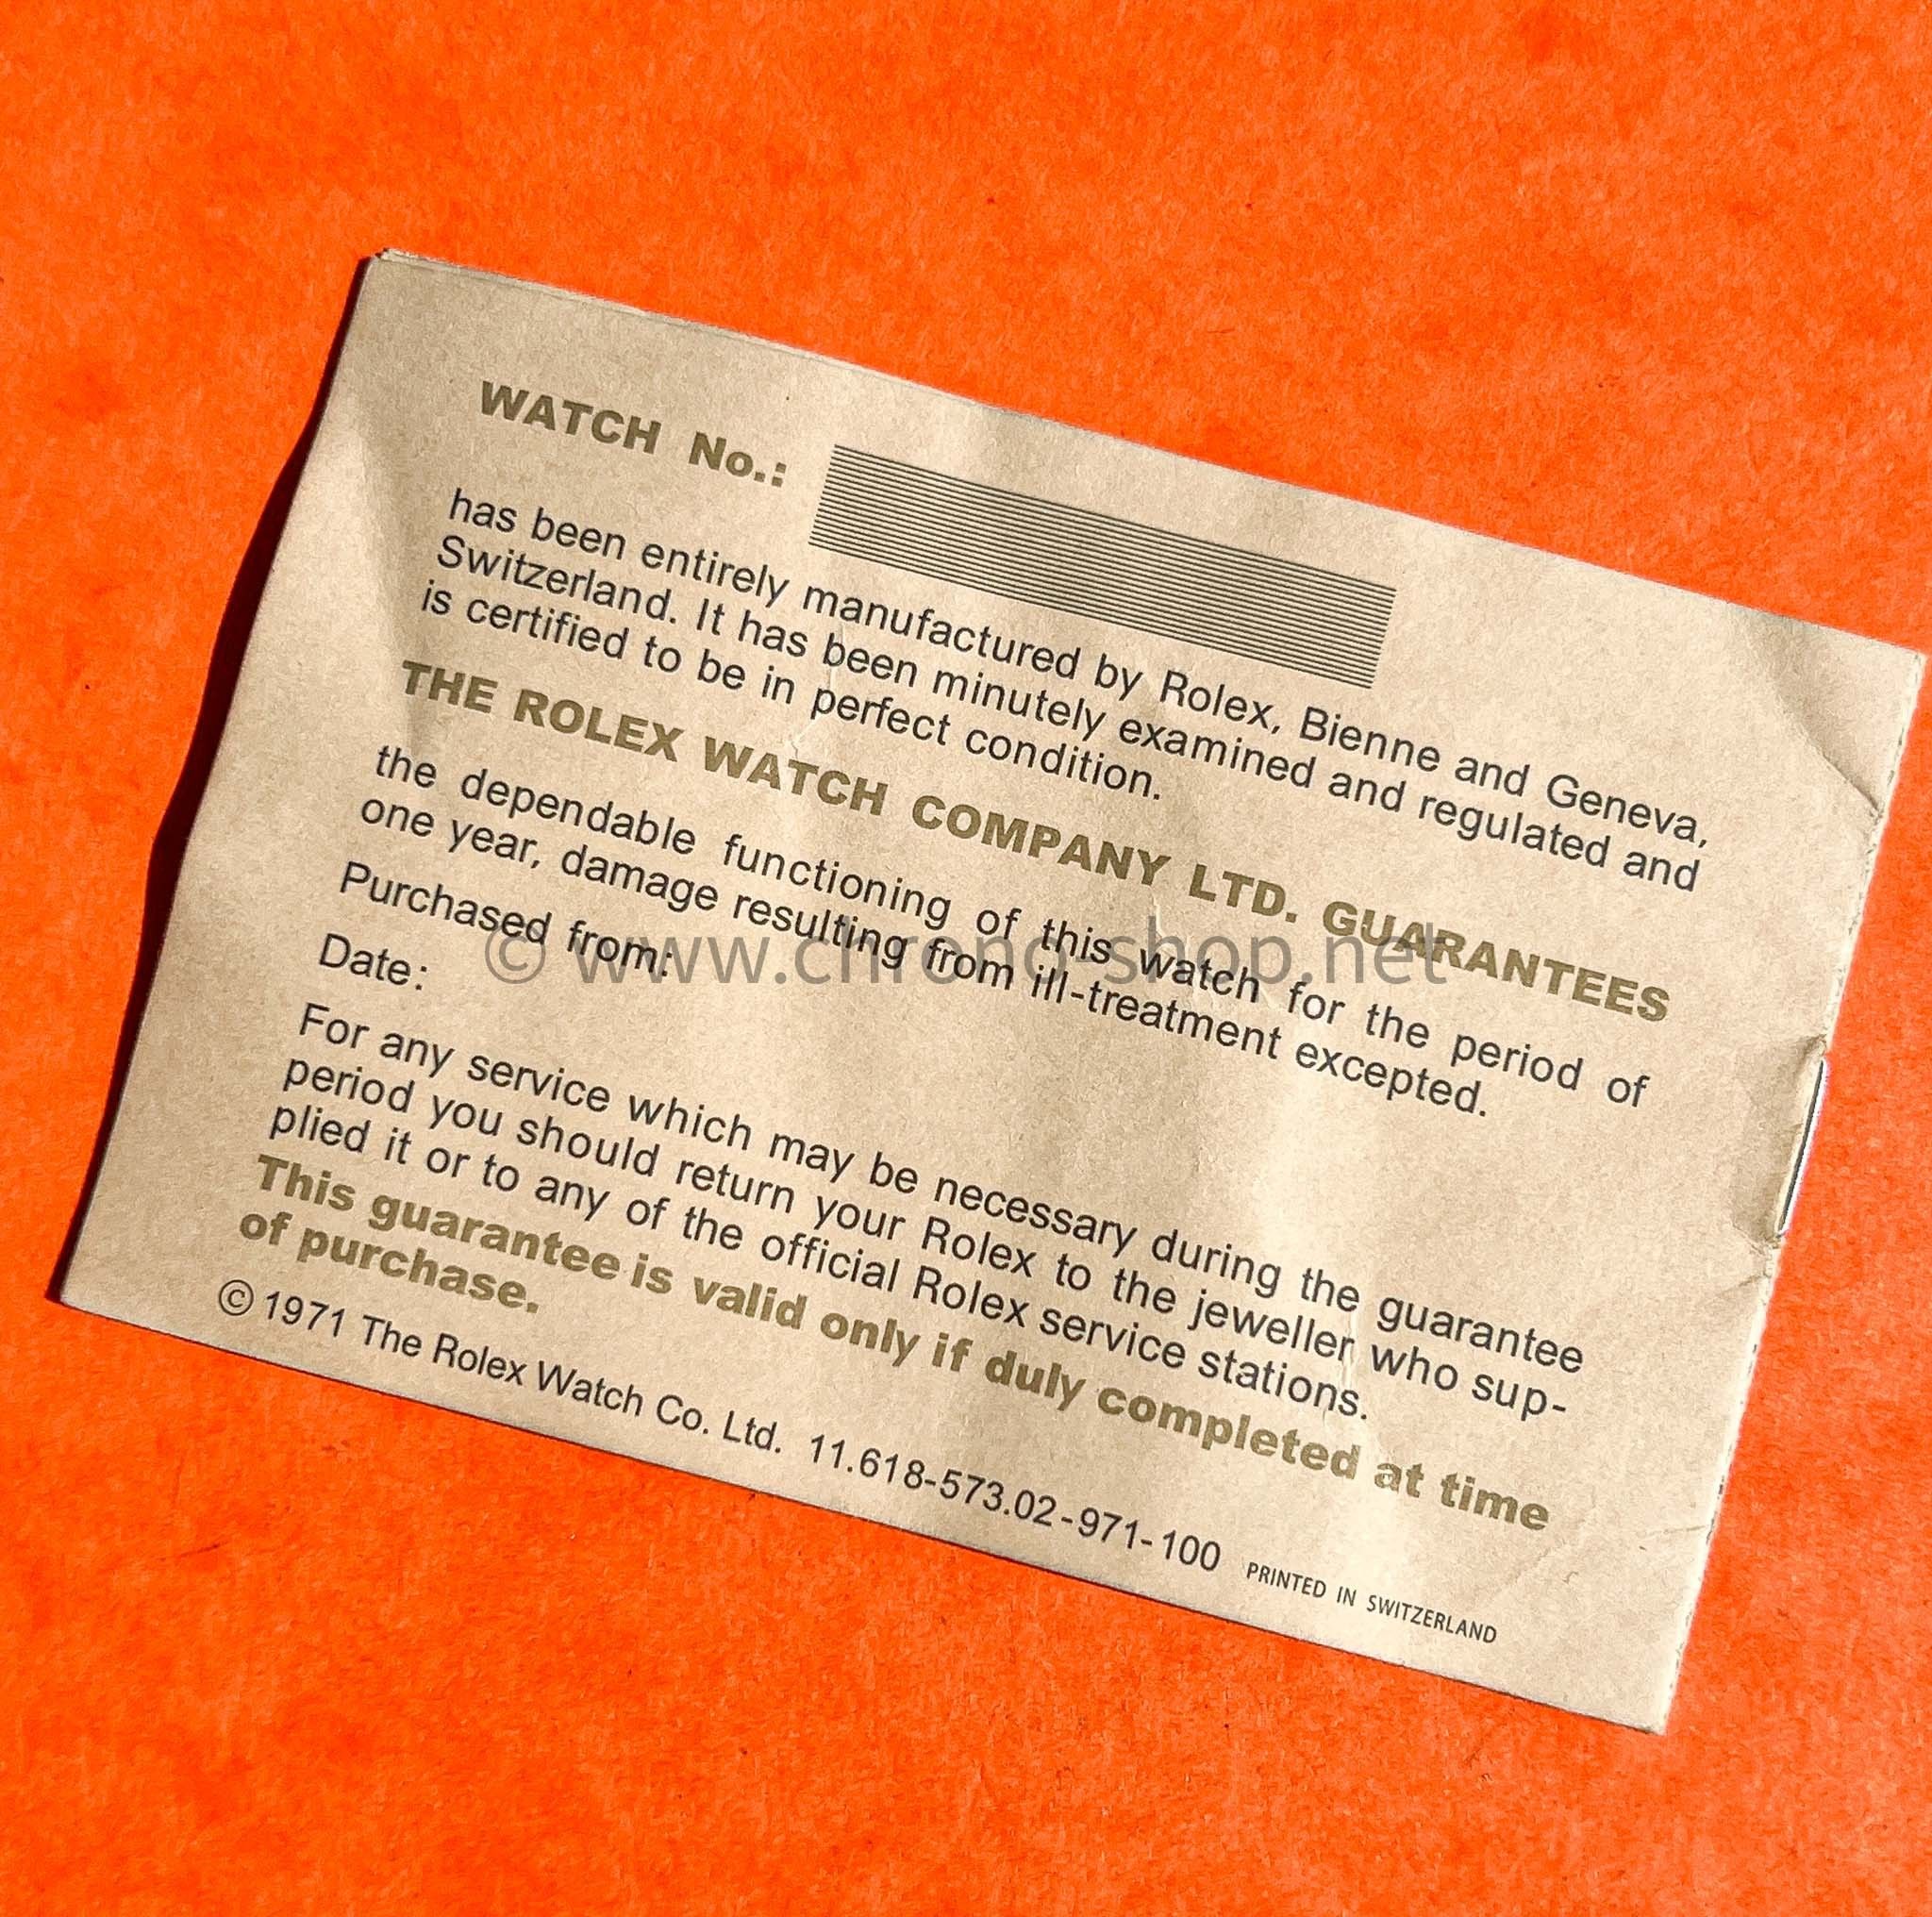 WATCH No.:
has been entirely manufactured by Rolex, Bienne and Geneva,
Switzerland. It has been minutely examined and regulated and
is certified to be in perfect condition.
THE ROLEX WATCH COMPANY LTD. GUARANTEES
the dependable functioning of this watch for the period of
one year, damage resulting from ill-treatment excepted.
Purchased from:
Date:
© www.chrono-shop.net
For any service which may be necessary during the guarantee
period you should return your Rolex to the jeweller who sup-
plied it or to any of the official Rolex service stations.
This guarantee is valid only if duly completed at time
of purchase.
© 1971 The Rolex Watch Co. Ltd. 11.618-573.02-971-100 PRINTED IN SWITZERLAND